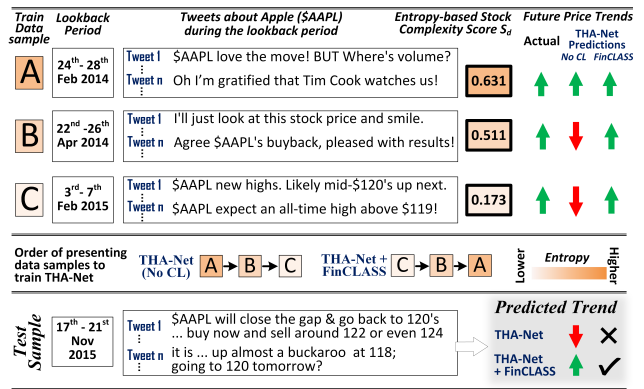 Train Data sample
Lookback Period
Tweets about Apple ($AAPL) during the lookback period
Entropy-based Stock Complexity Score Sd
Future Price Trends
Actual
THA-Net Predictions
No CL FinCLASS
A
24th- 28th Feb 2014
Tweet 1 $AAPL love the move! BUT Where's volume?
Tweet n Oh I'm gratified that Tim Cook watches us!
0.631
B
22nd -26th Apr 2014
Tweet 1 I'll just look at this stock price and smile.
Tweet n Agree $AAPL's buyback, pleased with results!
0.511
C
3rd- 7th Feb 2015
Tweet 1 $AAPL new highs. Likely mid-$120's up next.
Tweet n $AAPL expect an all-time high above $119!
0.173
Order of presenting data samples to train THA-Net
THA-Net (No CL)
A B C
THA-Net + FinCLASS
C B A
Lower
Entropy
Higher
Test Sample
17th - 21st Nov 2015
Tweet 1 $AAPL will close the gap & go back to 120's
... buy now and sell around 122 or even 124
Tweet n it is ... up almost a buckaroo at 118;
going to 120 tomorrow?
Predicted Trend
THA-Net
THA-Net + FinCLASS